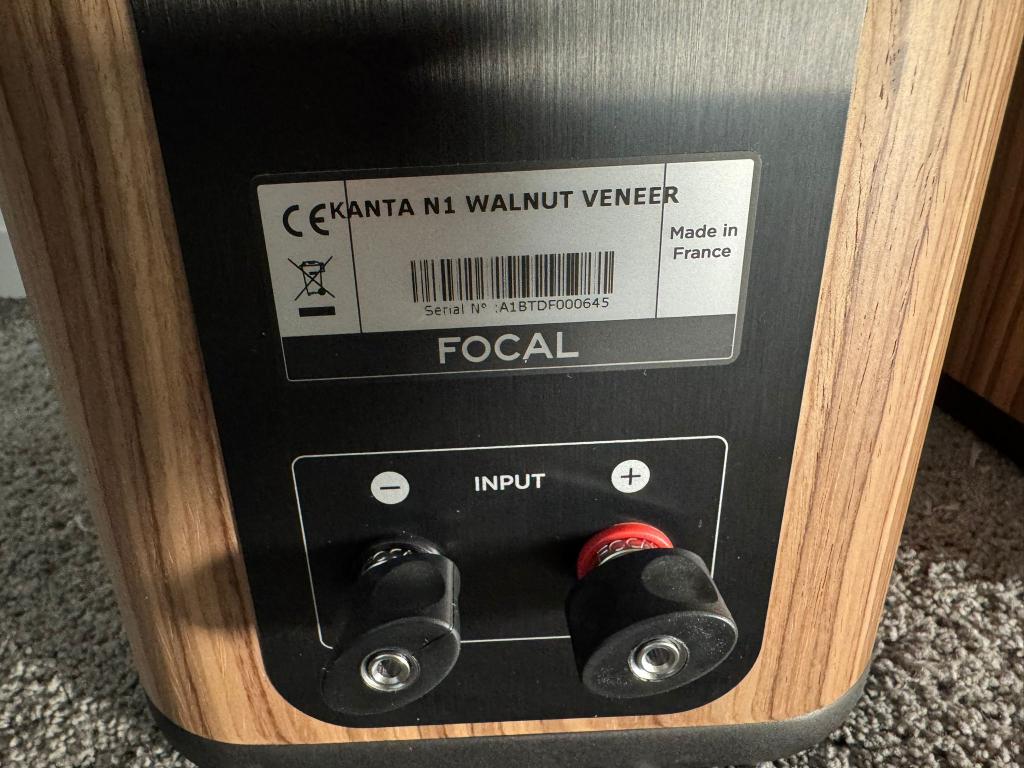 CE
KANTA N1 WALNUT VENEER
Made in
France
Serial N° :A1BTDF000645
FOCAL
− INPUT +
FOCAL